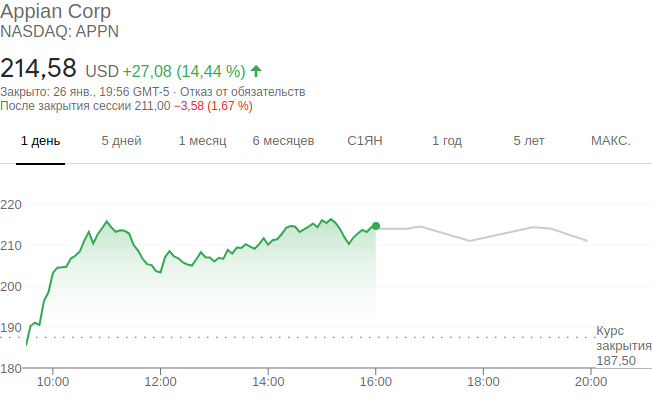 Appian Corp
NASDAQ: APPN
214,58 USD +27,08 (14,44 %)
Закрыто: 26 янв., 19:56 GMT-5 · Отказ от обязательств
После закрытия сессии 211,00 −3,58 (1,67 %)
1 день 5 дней 1 месяц 6 месяцев С1ЯН 1 год 5 лет МАКС.
220
210
200
190
Курс
закрытия
187,50
180
10:00 12:00 14:00 16:00 18:00 20:00